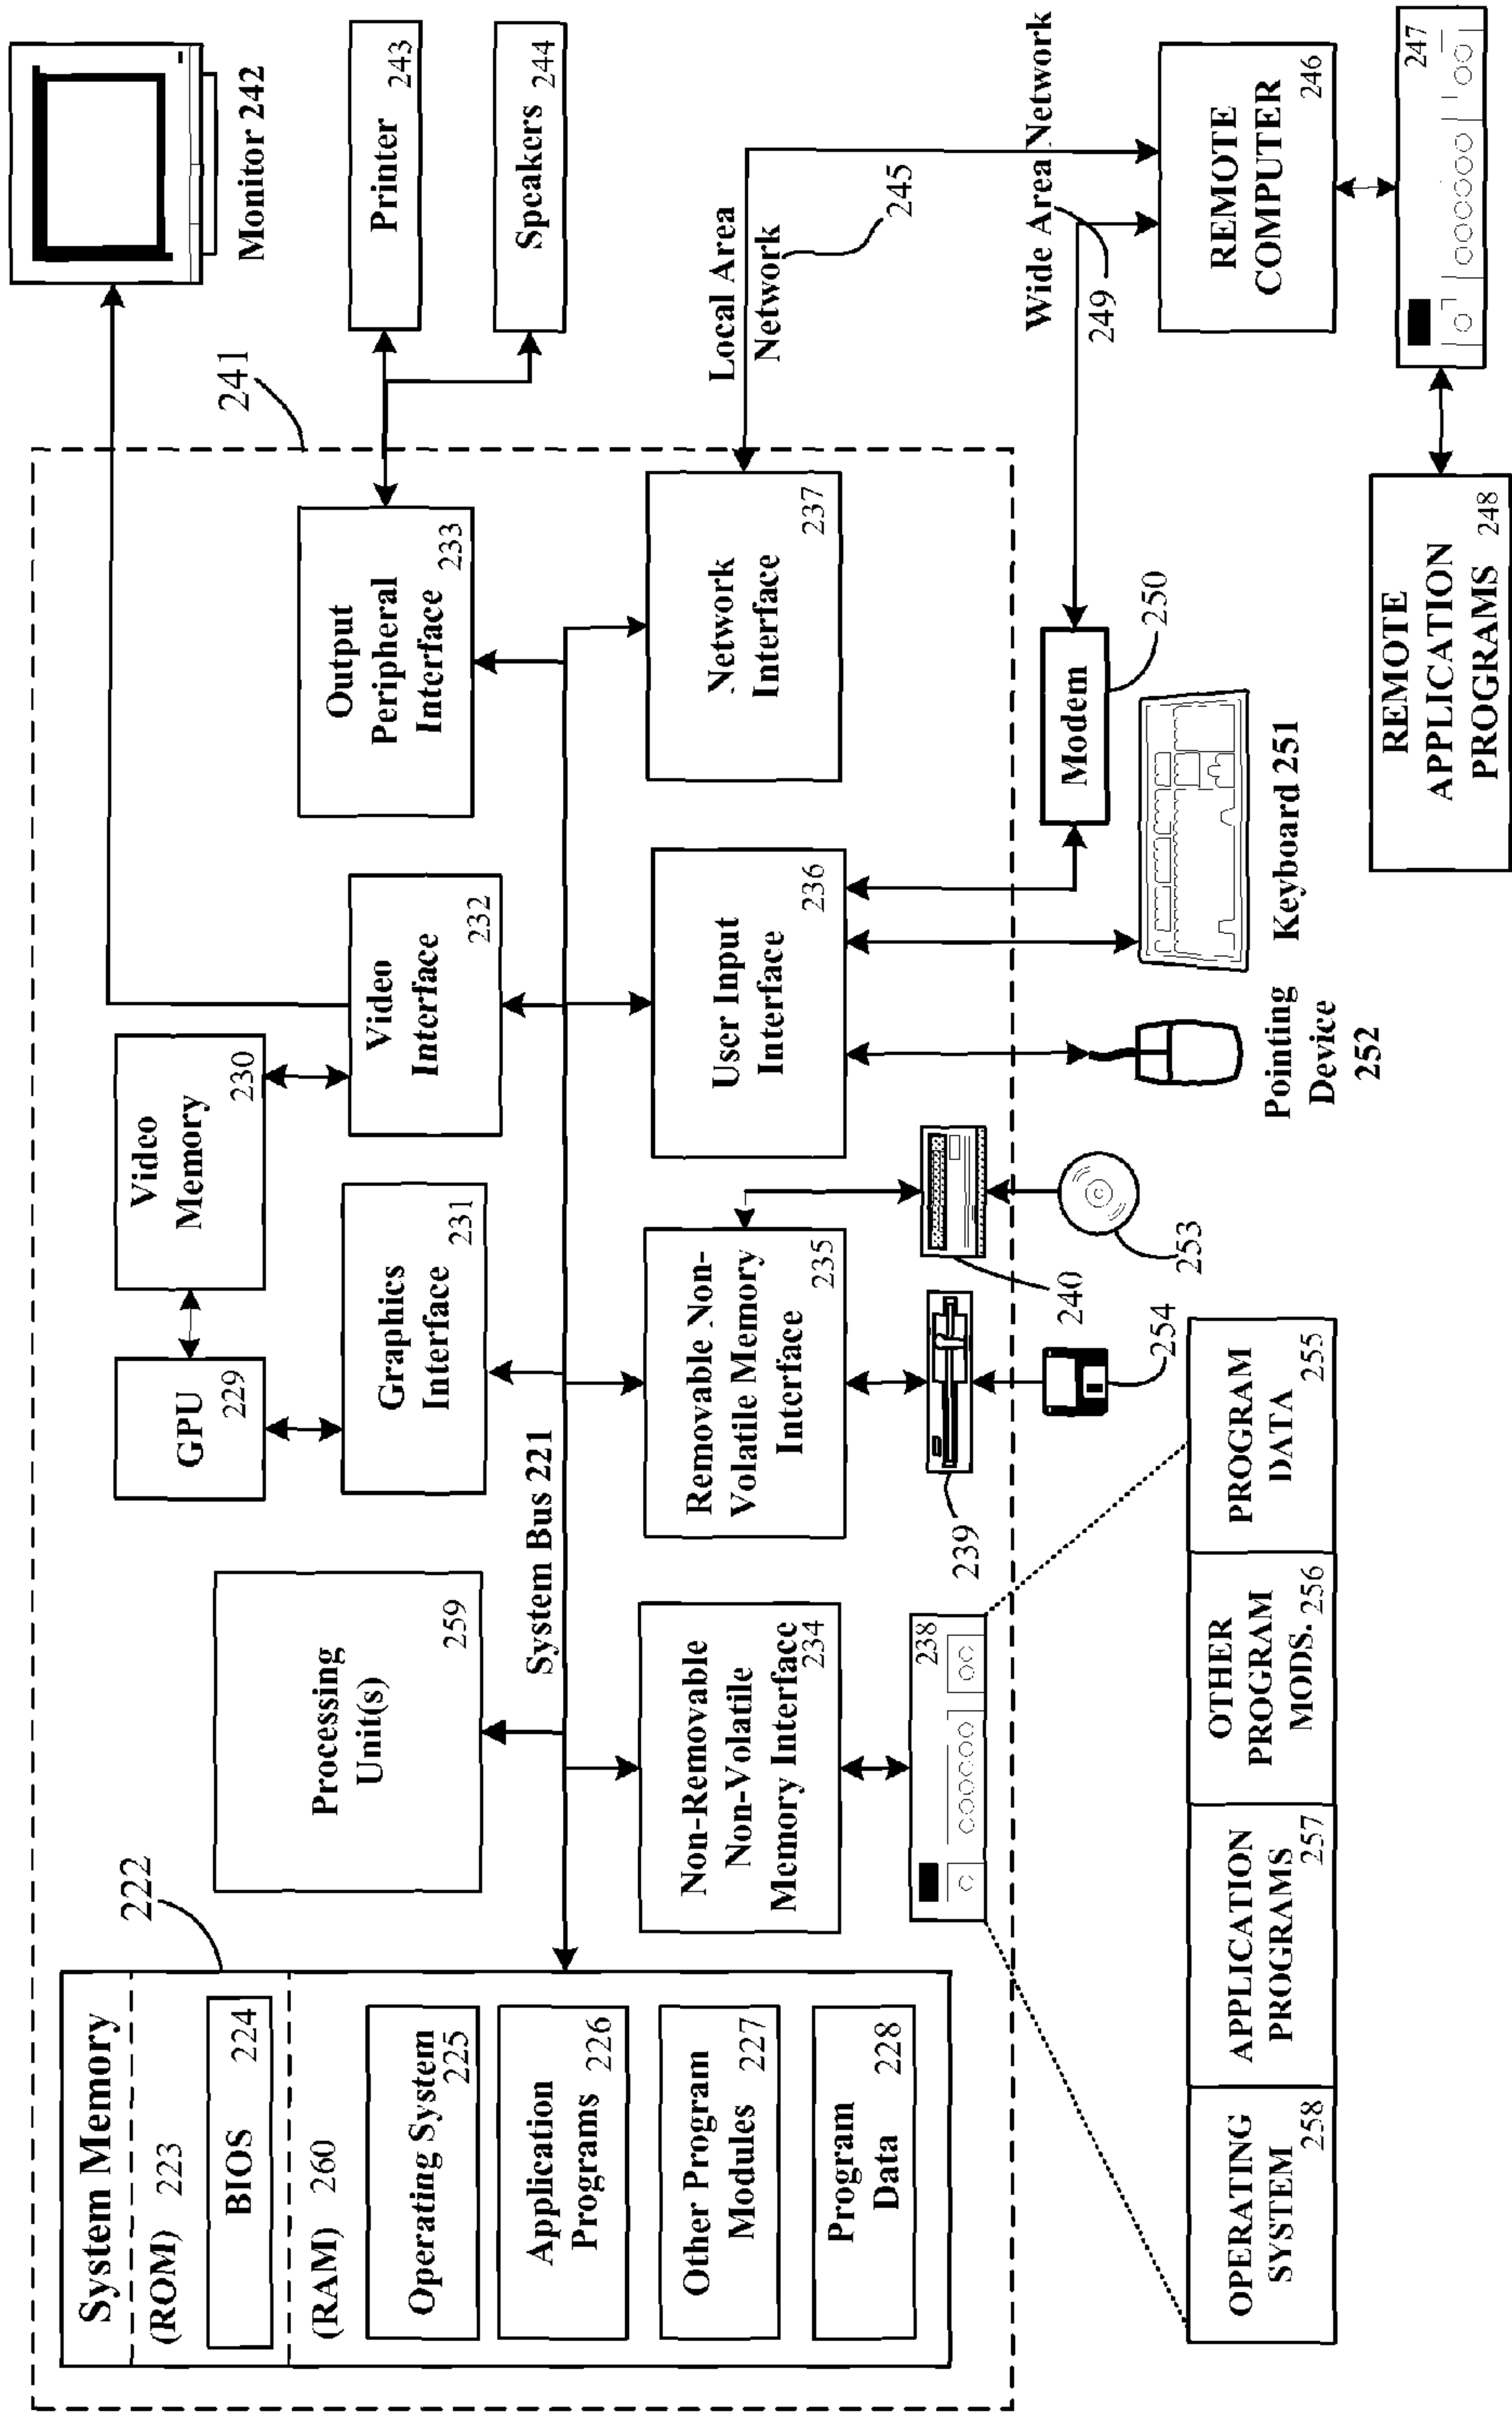 System Memory
(ROM) 223
BIOS
224
(RAM) 260
Operating System
225
Application
Programs 226
Other Program
Modules 227
Program
Data
228
222
Processing
Unit(s)
259
GPU
229
Video
Memory
230
Graphics
Interface
231
Video
Interface
232
Output
Peripheral
Interface 233
241
Monitor 242
Printer
243
Speakers
244
System Bus 221
Non-Removable
Non-Volatile
Memory Interface
234
Removable Non-
Volatile Memory
Interface
235
User Input
Interface
236
Network
Interface
237
Local Area
Network
245
238
239
240
254
253
Pointing
Device
252
Keyboard 251
Modem
250
Wide Area Network
249
REMOTE
COMPUTER
246
247
REMOTE
APPLICATION
PROGRAMS 248
OPERATING
SYSTEM
258
APPLICATION
PROGRAMS
257
OTHER
PROGRAM
MODS. 256
PROGRAM
DATA
255